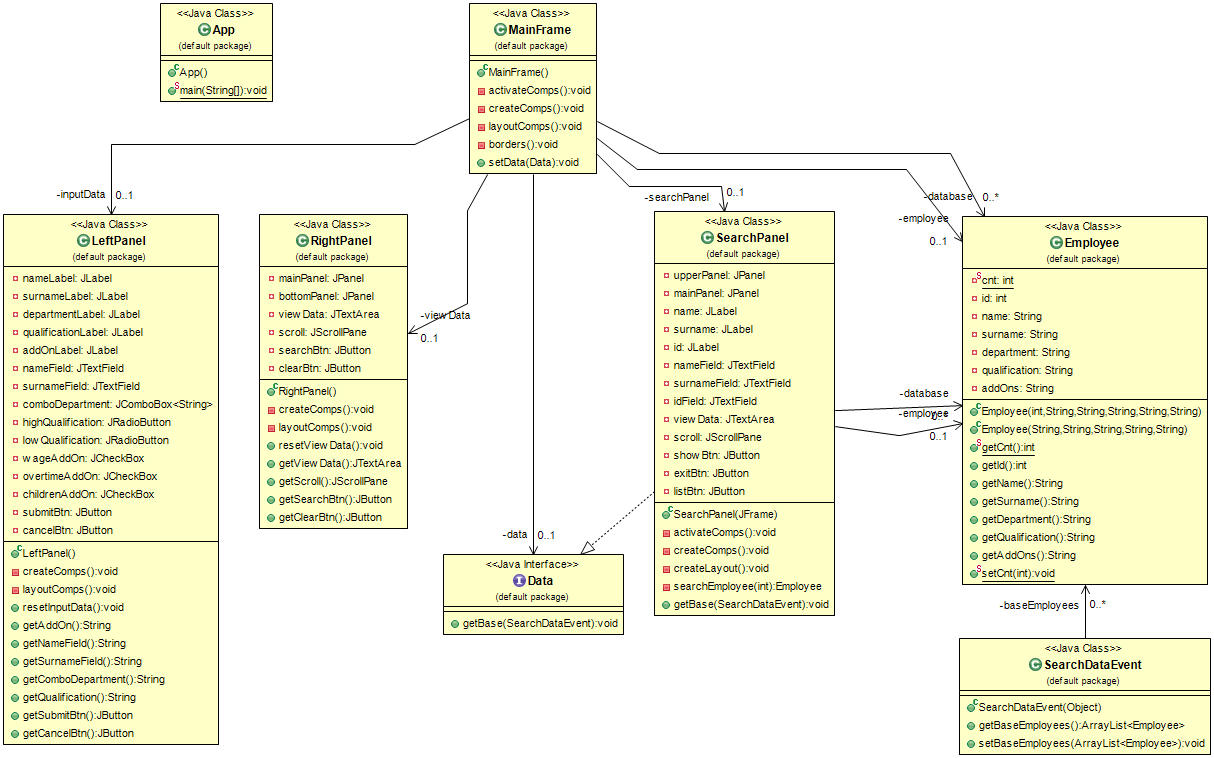 <<Java Class>>
App
(default package)
App()
main(String[]):void
<<Java Class>>
MainFrame
(default package)
MainFrame()
activateComps():void
createComps():void
layoutComps():void
borders():void
setData(Data):void
-inputData 0..1
-viewData
0..1
-searchPanel 0..1
-database 0..*
-employee
0..1
-data 0..1
<<Java Class>>
LeftPanel
(default package)
nameLabel: JLabel
surnameLabel: JLabel
departmentLabel: JLabel
qualificationLabel: JLabel
addOnLabel: JLabel
nameField: JTextField
surnameField: JTextField
comboDepartment: JComboBox<String>
highQualification: JRadioButton
lowQualification: JRadioButton
wageAddOn: JCheckBox
overtimeAddOn: JCheckBox
childrenAddOn: JCheckBox
submitBtn: JButton
cancelBtn: JButton
LeftPanel()
createComps():void
layoutComps():void
resetInputData():void
getAddOn():String
getNameField():String
getSurnameField():String
getComboDepartment():String
getQualification():String
getSubmitBtn():JButton
getCancelBtn():JButton
<<Java Class>>
RightPanel
(default package)
mainPanel: JPanel
bottomPanel: JPanel
viewData: JTextArea
scroll: JScrollPane
searchBtn: JButton
clearBtn: JButton
RightPanel()
createComps():void
layoutComps():void
resetViewData():void
getViewData():JTextArea
getScroll():JScrollPane
getSearchBtn():JButton
getClearBtn():JButton
<<Java Class>>
SearchPanel
(default package)
upperPanel: JPanel
mainPanel: JPanel
name: JLabel
surname: JLabel
id: JLabel
nameField: JTextField
surnameField: JTextField
idField: JTextField
viewData: JTextArea
scroll: JScrollPane
showBtn: JButton
exitBtn: JButton
listBtn: JButton
SearchPanel(JFrame)
activateComps():void
createComps():void
createLayout():void
searchEmployee(int):Employee
getBase(SearchDataEvent):void
-database
0..*
-employee
0..1
<<Java Class>>
Employee
(default package)
cnt: int
id: int
name: String
surname: String
department: String
qualification: String
addOns: String
Employee(int,String,String,String,String,String)
Employee(String,String,String,String,String)
getCnt():int
getId():int
getName():String
getSurname():String
getDepartment():String
getQualification():String
getAddOns():String
setCnt(int):void
<<Java Interface>>
Data
(default package)
getBase(SearchDataEvent):void
-baseEmployees 0..*
<<Java Class>>
SearchDataEvent
(default package)
SearchDataEvent(Object)
getBaseEmployees():ArrayList<Employee>
setBaseEmployees(ArrayList<Employee>):void